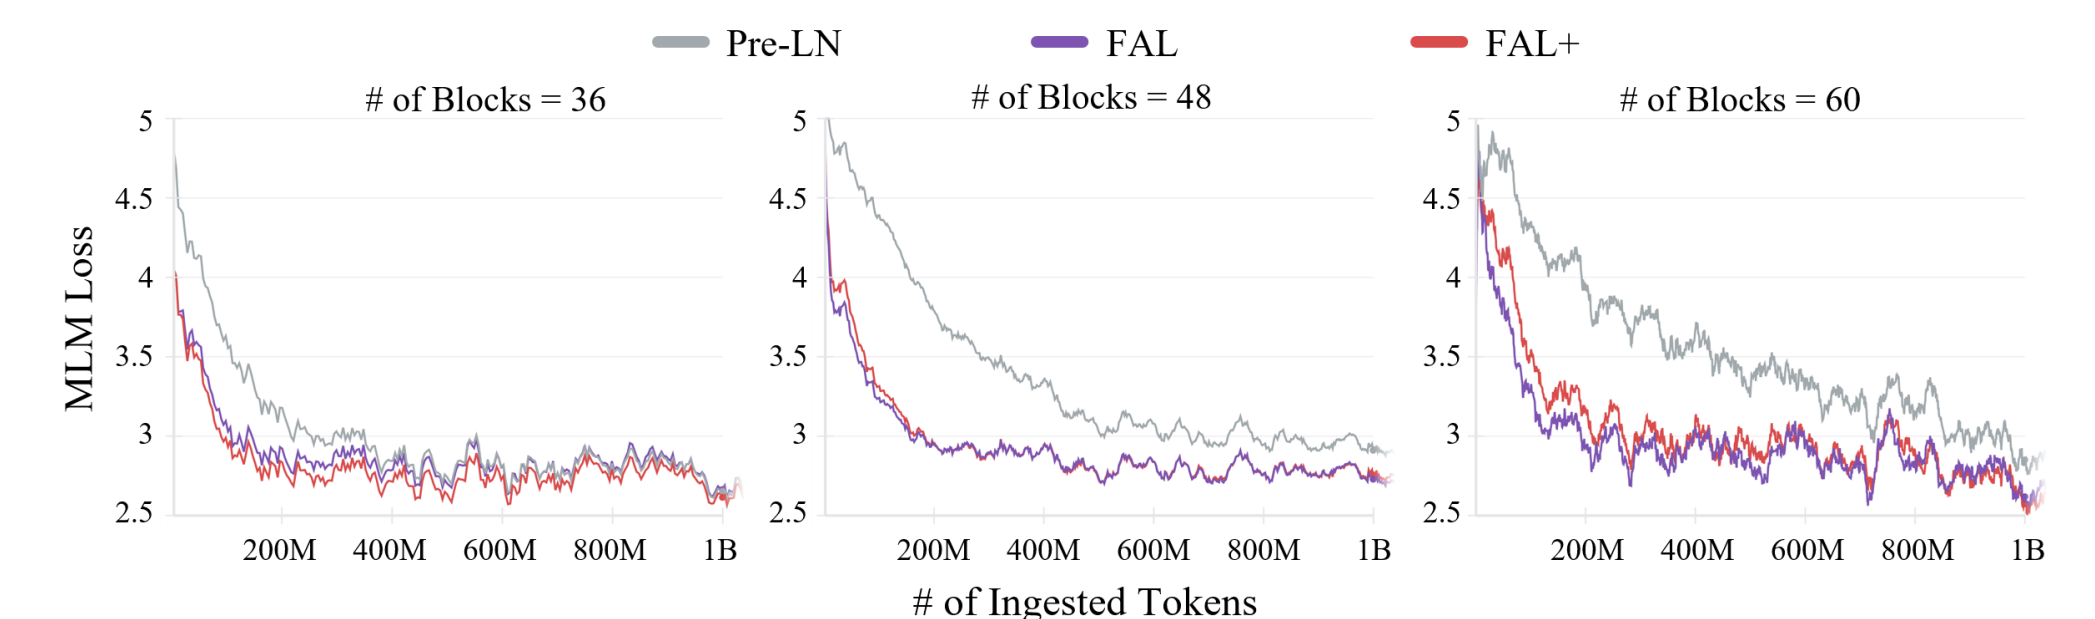 Pre-LN FAL FAL+
# of Blocks = 36 # of Blocks = 48 # of Blocks = 60
MLM Loss
5
4.5
4
3.5
3
2.5
200M 400M 600M 800M 1B
5
4.5
4
3.5
3
2.5
200M 400M 600M 800M 1B
5
4.5
4
3.5
3
2.5
200M 400M 600M 800M 1B
# of Ingested Tokens